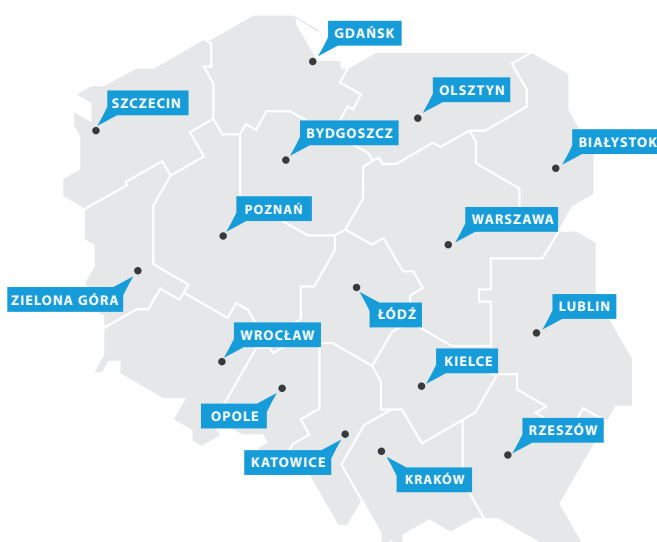 GDAŃSK
OLSZTYN
SZCZECIN
BYDGOSZCZ
BIAŁYSTOK
POZNAŃ
WARSZAWA
ZIELONA GÓRA
LUBLIN
ŁÓDŹ
WROCŁAW
KIELCE
OPOLE
RZESZÓW
KATOWICE
KRAKÓW